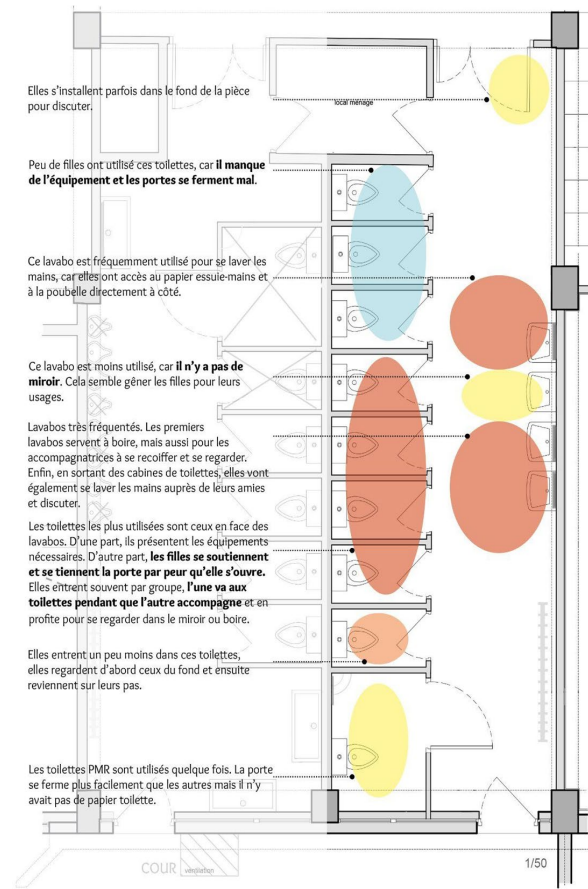 Elles s’installent parfois dans le fond de la pièce
pour discuter.
local ménage
Peu de filles ont utilisé ces toilettes, car il manque
de l’équipement et les portes se ferment mal.
Ce lavabo est fréquemment utilisé pour se laver les
mains, car elles ont accès au papier essuie-mains et
à la poubelle directement à côté.
Ce lavabo est moins utilisé, car il n’y a pas de
miroir. Cela semble gêner les filles pour leurs
usages.
Lavabos très fréquentés. Les premiers
lavabos servent à boire, mais aussi pour les
accompagnatrices à se recoiffer et se regarder.
Enfin, en sortant des cabines de toilettes, elles vont
également se laver les mains auprès de leurs amies
et discuter.
Les toilettes les plus utilisées sont ceux en face des
lavabos. D’une part, ils présentent les équipements
nécessaires. D’autre part, les filles se soutiennent
et se tiennent la porte par peur qu’elle s’ouvre.
Elles entrent souvent par groupe, l’une va aux
toilettes pendant que l’autre accompagne et en
profite pour se regarder dans le miroir ou boire.
Elles entrent un peu moins dans ces toilettes,
elles regardent d’abord ceux du fond et ensuite
reviennent sur leurs pas.
Les toilettes PMR sont utilisés quelque fois. La porte
se ferme plus facilement que les autres mais il n’y
avait pas de papier toilette.
COUR
ventilation
1/50